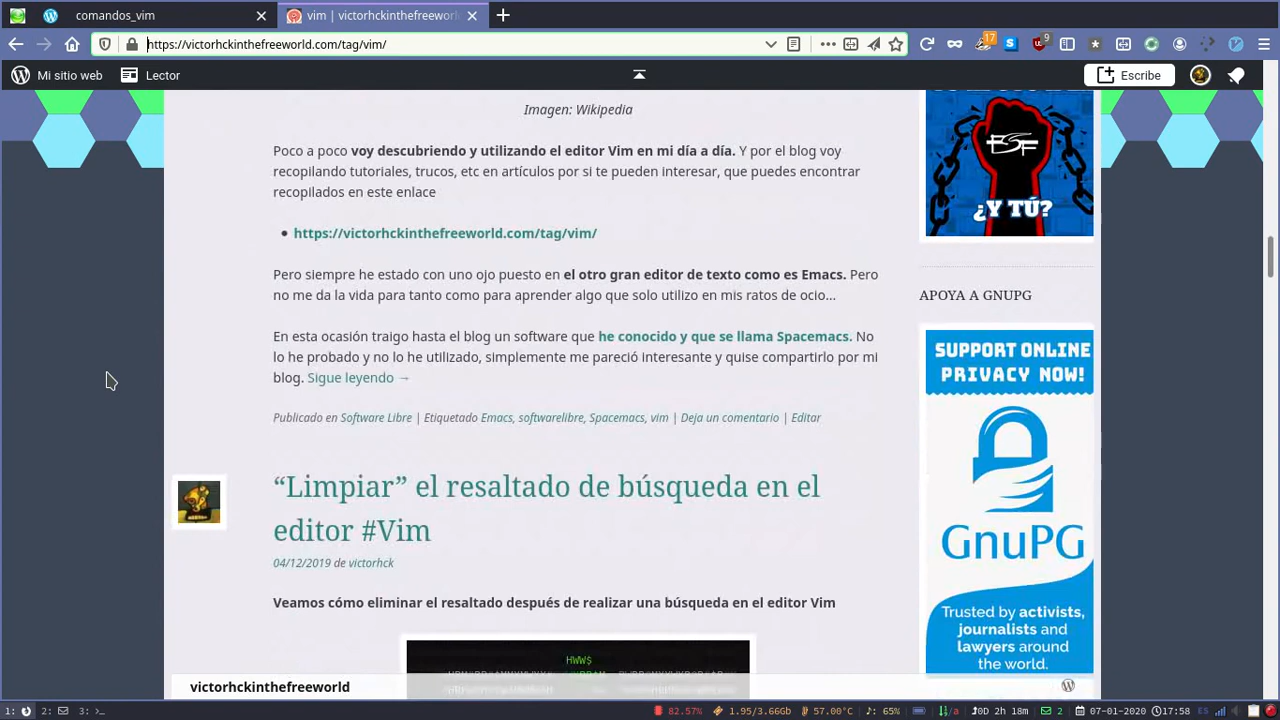 comandos_vim
vim | victorhckinthefreeworl
https://victorhckinthefreeworld.com/tag/vim/
17
9
Mi sitio web
Lector
Escribe
Imagen: Wikipedia
Poco a poco voy descubriendo y utilizando el editor Vim en mi día a día. Y por el blog voy
recopilando tutoriales, trucos, etc en artículos por si te pueden interesar, que puedes encontrar
recopilados en este enlace
https://victorhckinthefreeworld.com/tag/vim/
Pero siempre he estado con uno ojo puesto en el otro gran editor de texto como es Emacs. Pero
no me da la vida para tanto como para aprender algo que solo utilizo en mis ratos de ocio...
En esta ocasión traigo hasta el blog un software que he conocido y que se llama Spacemacs. No
lo he probado y no lo he utilizado, simplemente me pareció interesante y quise compartirlo por mi
blog. Sigue leyendo →
Publicado en Software Libre | Etiquetado Emacs, softwarelibre, Spacemacs, vim | Deja un comentario | Editar
“Limpiar” el resaltado de búsqueda en el
editor #Vim
04/12/2019 de victorhck
Veamos cómo eliminar el resaltado después de realizar una búsqueda en el editor Vim
HWW$
FSF
¿Y TÚ?
APOYA A GNUPG
SUPPORT ONLINE
PRIVACY NOW!
GnuPG
Trusted by activists,
journalists and
lawyers around
the world.
victorhckinthefreeworld
1:
2:
3:
82.57%
1.95/3.66Gb
57.00°C
: 65%
/a
0D 2h 18m
2
07-01-2020
17:58
ES